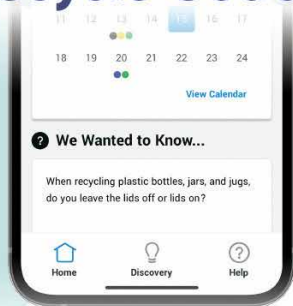 11 12 13 14 15 16 17
18 19 20 21 22 23 24
View Calendar
? We Wanted to Know...
When recycling plastic bottles, jars, and jugs,
do you leave the lids off or lids on?
?
Home Discovery Help